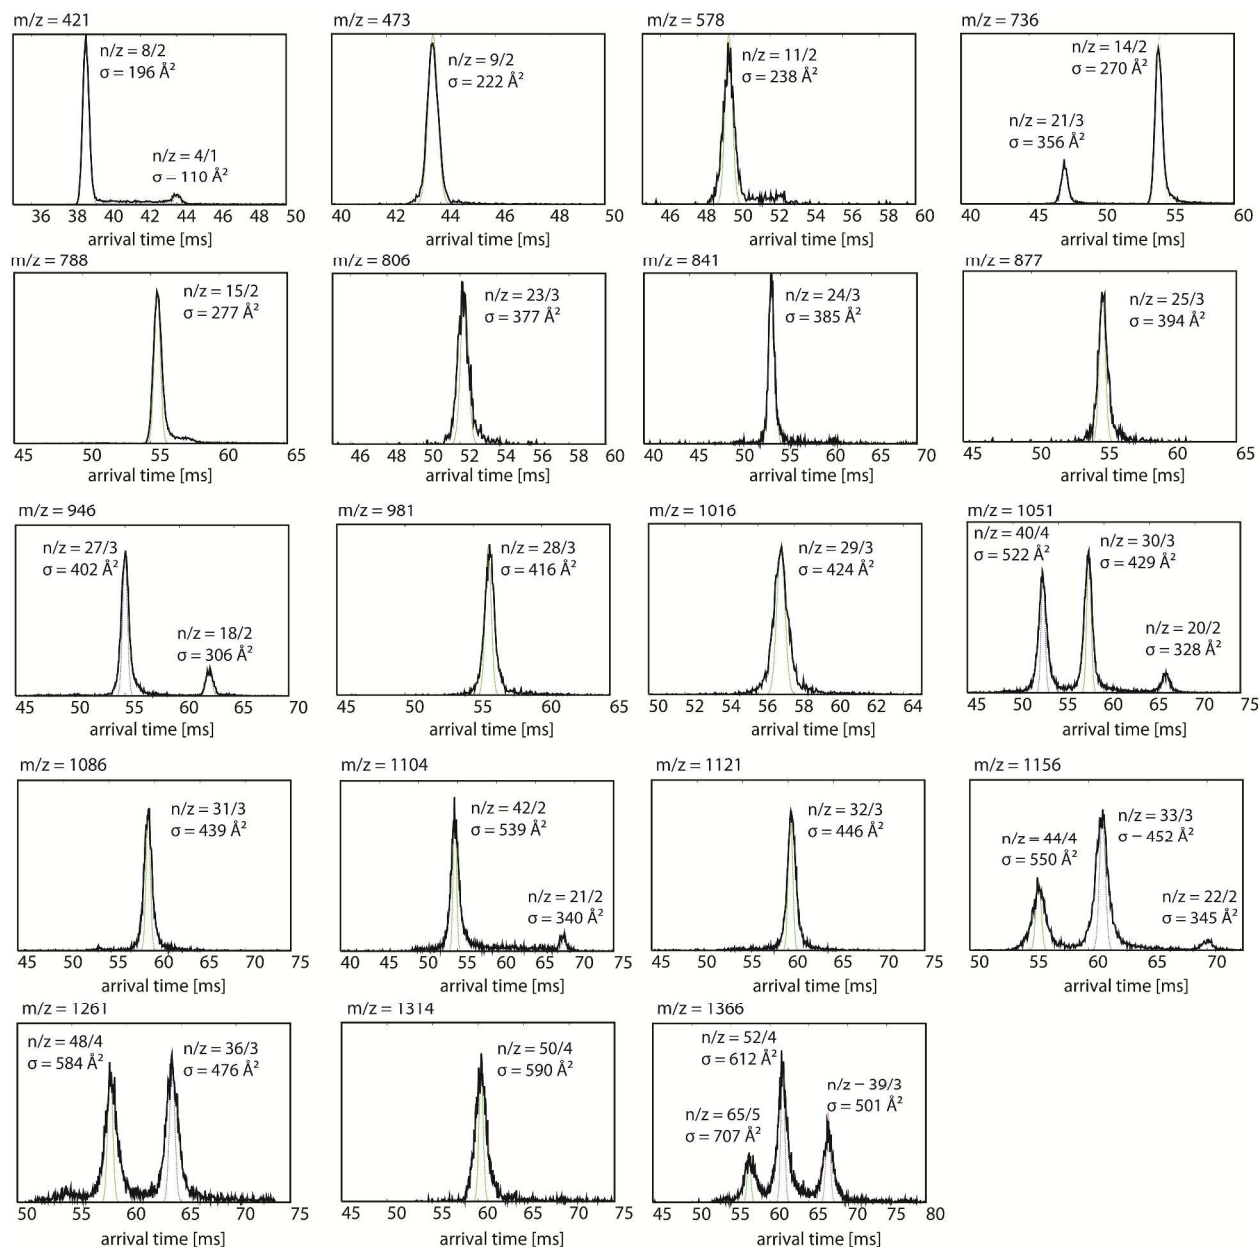 m/z = 421
n/z = 8/2
σ = 196 Å²
n/z = 4/1
σ = 110 Å²
36 38 40 42 44 46 48 50
arrival time [ms]
m/z = 473
n/z = 9/2
σ = 222 Å²
40 42 44 46 48 50
arrival time [ms]
m/z = 578
n/z = 11/2
σ = 238 Å²
46 48 50 52 54 56 58 60
arrival time [ms]
m/z = 736
n/z = 14/2
σ = 270 Å²
n/z = 21/3
σ = 356 Å²
40 45 50 55 60
arrival time [ms]
m/z = 788
n/z = 15/2
σ = 277 Å²
45 50 55 60 65
arrival time [ms]
m/z = 806
n/z = 23/3
σ = 377 Å²
46 48 50 52 54 56 58 60
arrival time [ms]
m/z = 841
n/z = 24/3
σ = 385 Å²
40 45 50 55 60 65 70
arrival time [ms]
m/z = 877
n/z = 25/3
σ = 394 Å²
45 50 55 60 65
arrival time [ms]
m/z = 946
n/z = 27/3
σ = 402 Å²
n/z = 18/2
σ = 306 Å²
45 50 55 60 65 70
arrival time [ms]
m/z = 981
n/z = 28/3
σ = 416 Å²
45 50 55 60 65
arrival time [ms]
m/z = 1016
n/z = 29/3
σ = 424 Å²
50 52 54 56 58 60 62 64
arrival time [ms]
m/z = 1051
n/z = 40/4
σ = 522 Å²
n/z = 30/3
σ = 429 Å²
n/z = 20/2
σ = 328 Å²
45 50 55 60 65 70 75
arrival time [ms]
m/z = 1086
n/z = 31/3
σ = 439 Å²
45 50 55 60 65 70 75
arrival time [ms]
m/z = 1104
n/z = 42/2
σ = 539 Å²
n/z = 21/2
σ = 340 Å²
40 45 50 55 60 65 70 75
arrival time [ms]
m/z = 1121
n/z = 32/3
σ = 446 Å²
45 50 55 60 65 70 75
arrival time [ms]
m/z = 1156
n/z = 44/4
σ = 550 Å²
n/z = 33/3
σ = 452 Å²
n/z = 22/2
σ = 345 Å²
50 55 60 65 70
arrival time [ms]
m/z = 1261
n/z = 48/4
σ = 584 Å²
n/z = 36/3
σ = 476 Å²
50 55 60 65 70 75
arrival time [ms]
m/z = 1314
n/z = 50/4
σ = 590 Å²
45 50 55 60 65 70 75
arrival time [ms]
m/z = 1366
n/z = 52/4
σ = 612 Å²
n/z = 39/3
σ = 501 Å²
n/z = 65/5
σ = 707 Å²
45 50 55 60 65 70 75 80
arrival time [ms]